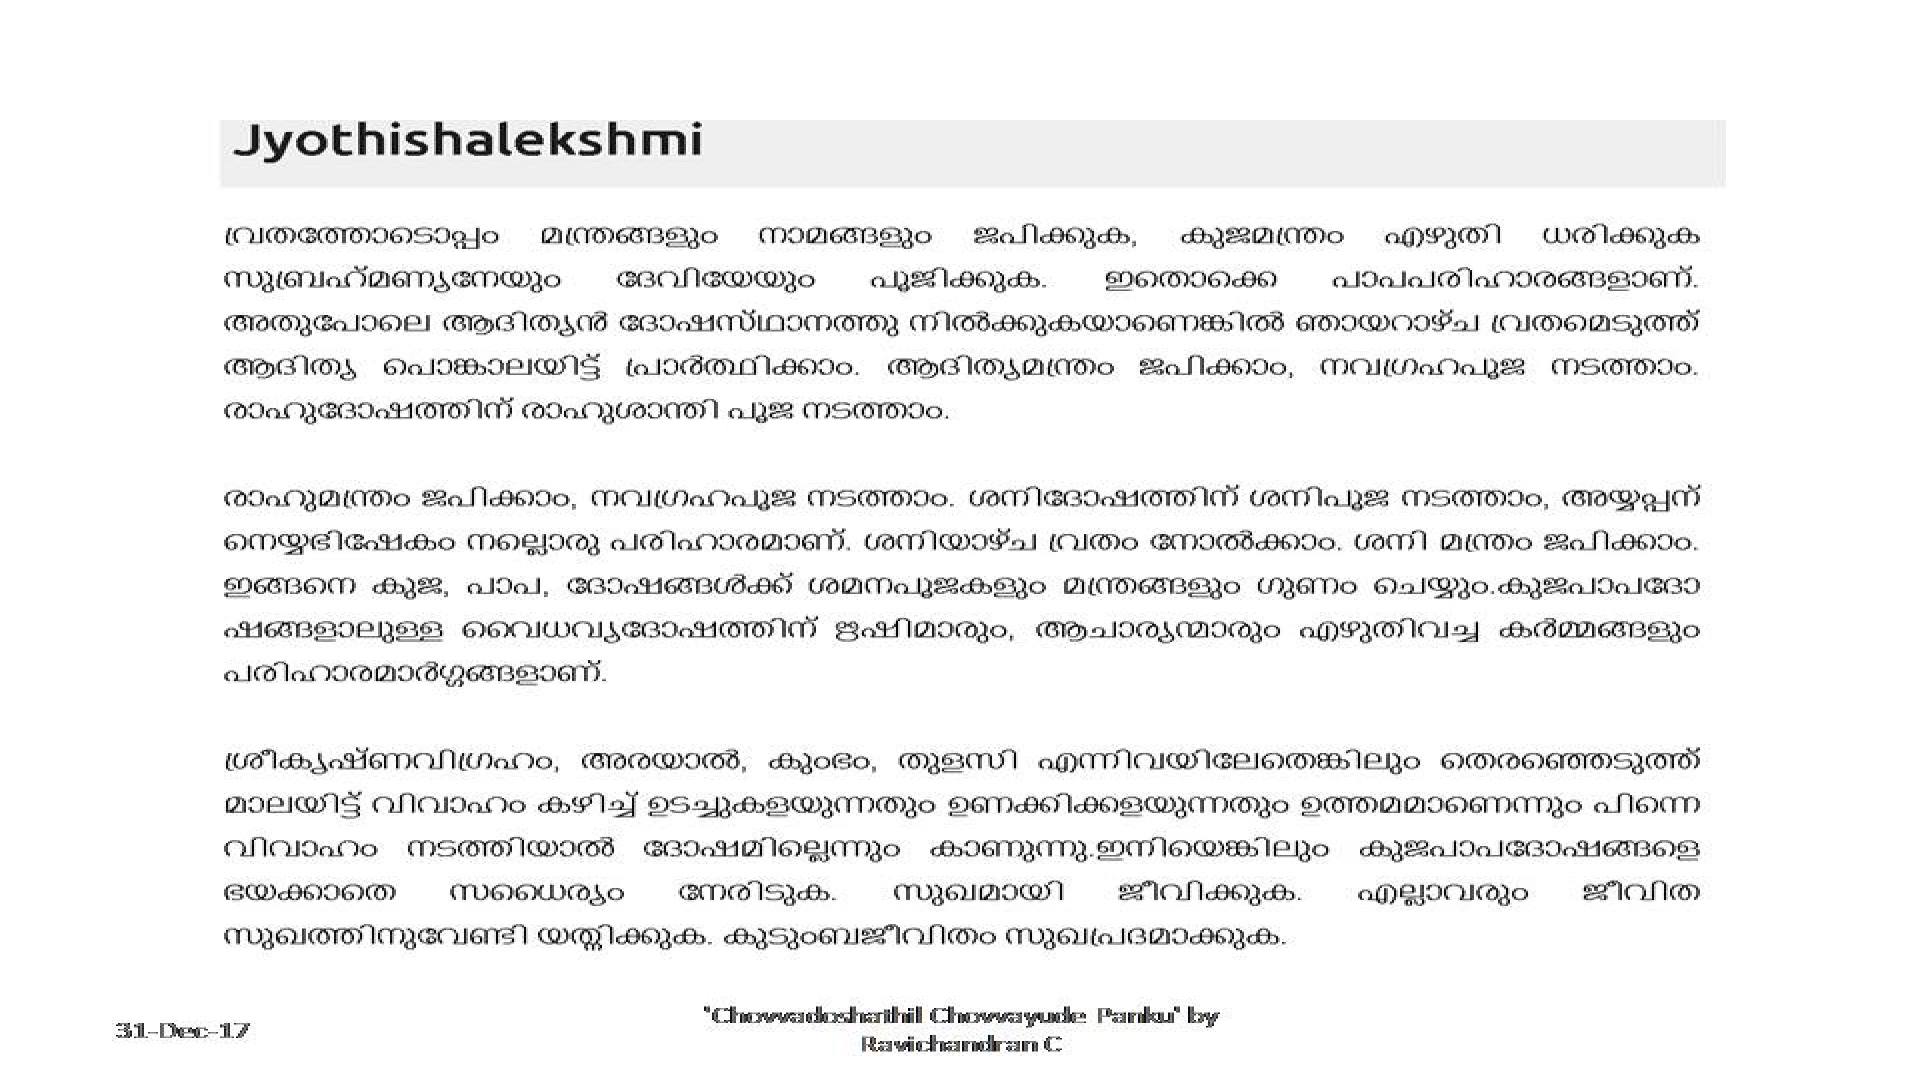 Jyothishalekshmi
വ്രതത്തോടൊപ്പം മന്ത്രങ്ങളും നാമങ്ങളും ജപിക്കുക, കുജമന്ത്രം എഴുതി ധരിക്കുക
സുബ്രഹ്മണ്യനേയും ദേവിയേയും പൂജിക്കുക. ഇതൊക്കെ പാപപരിഹാരങ്ങളാണ്.
അതുപോലെ ആദിത്യൻ ദോഷസ്ഥാനത്തു നിൽക്കുകയാണെങ്കിൽ ഞായറാഴ്ച വ്രതമെടുത്ത്
ആദിത്യ പൊങ്കാലയിട്ട് പ്രാർത്ഥിക്കാം. ആദിത്യമന്ത്രം ജപിക്കാം, നവഗ്രഹപൂജ നടത്താം.
രാഹുദോഷത്തിന് രാഹുശാന്തി പൂജ നടത്താം.
രാഹുമന്ത്രം ജപിക്കാം, നവഗ്രഹപൂജ നടത്താം. ശനിദോഷത്തിന് ശനിപൂജ നടത്താം, അയ്യപ്പന്
നെയ്യഭിഷേകം നല്ലൊരു പരിഹാരമാണ്. ശനിയാഴ്ച വ്രതം നോൽക്കാം. ശനി മന്ത്രം ജപിക്കാം.
ഇങ്ങനെ കുജ, പാപ, ദോഷങ്ങൾക്ക് ശമനപൂജകളും മന്ത്രങ്ങളും ഗുണം ചെയ്യും.കുജപാപദോ
ഷങ്ങളാലുള്ള വൈധവ്യദോഷത്തിന് ഋഷിമാരും, ആചാര്യന്മാരും എഴുതിവച്ച കർമ്മങ്ങളും
പരിഹാരമാർഗ്ഗങ്ങളാണ്.
ശ്രീകൃഷ്ണവിഗ്രഹം, അരയാൽ, കുംഭം, തുളസി എന്നിവയിലേതെങ്കിലും തെരഞ്ഞെടുത്ത്
മാലയിട്ട് വിവാഹം കഴിച്ച് ഉടച്ചുകളയുന്നതും ഉണക്കിക്കളയുന്നതും ഉത്തമമാണെന്നും പിന്നെ
വിവാഹം നടത്തിയാൽ ദോഷമില്ലെന്നും കാണുന്നു.ഇനിയെങ്കിലും കുജപാപദോഷങ്ങളെ
ഭയക്കാതെ സധൈര്യം നേരിടുക. സുഖമായി ജീവിക്കുക. എല്ലാവരും ജീവിത
സുഖത്തിനുവേണ്ടി യത്നിക്കുക. കുടുംബജീവിതം സുഖപ്രദമാക്കുക.
31-Dec-17
'Chowwadoshathil Chowwayude Panku' by
Ravichandran C